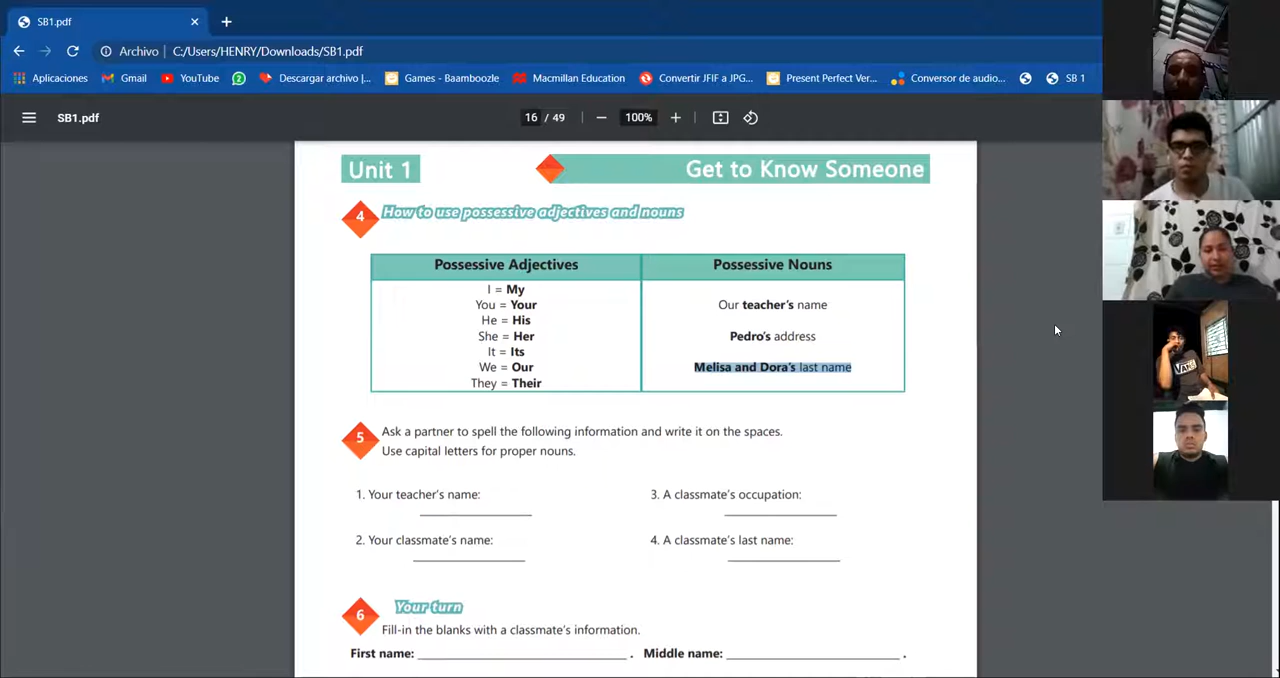 SB1.pdf
Archivo C:/Users/HENRY/Downloads/SB1.pdf
Aplicaciones Gmail YouTube 2 Descargar archivo |... Games - Baamboozle Macmillan Education Convertir JFIF a JPG... Present Perfect Ver... Conversor de audio... SB 1
SB1.pdf 16 / 49 100%
Unit 1 Get to Know Someone
4 How to use possessive adjectives and nouns
Possessive Adjectives Possessive Nouns
I = My
You = Your Our teacher's name
He = His
She = Her Pedro's address
It = Its
We = Our Melisa and Dora's last name
They = Their
5 Ask a partner to spell the following information and write it on the spaces.
Use capital letters for proper nouns.
1. Your teacher's name: 3. A classmate's occupation:
2. Your classmate's name: 4. A classmate's last name:
6 Your turn
Fill-in the blanks with a classmate's information.
First name: . Middle name: .
VANS